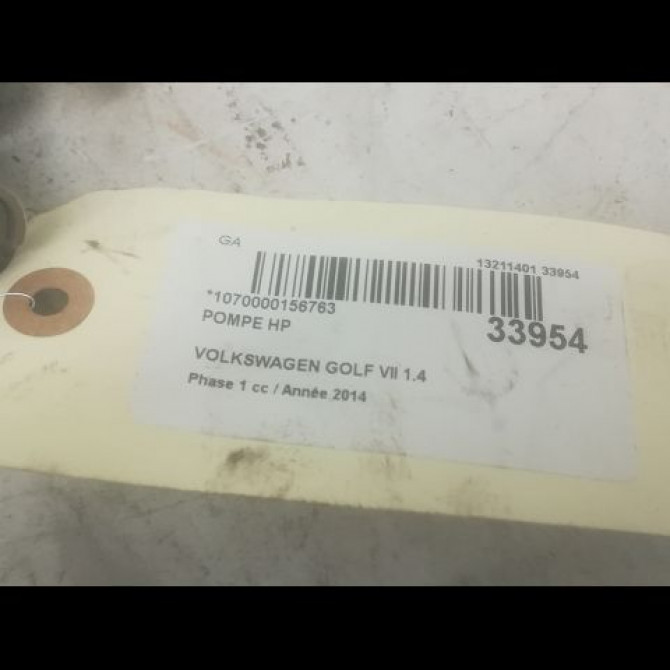 GA
13211401 33954
*1070000156763
33954
POMPE HP
VOLKSWAGEN GOLF VII 1.4
Phase 1 cc / Année 2014